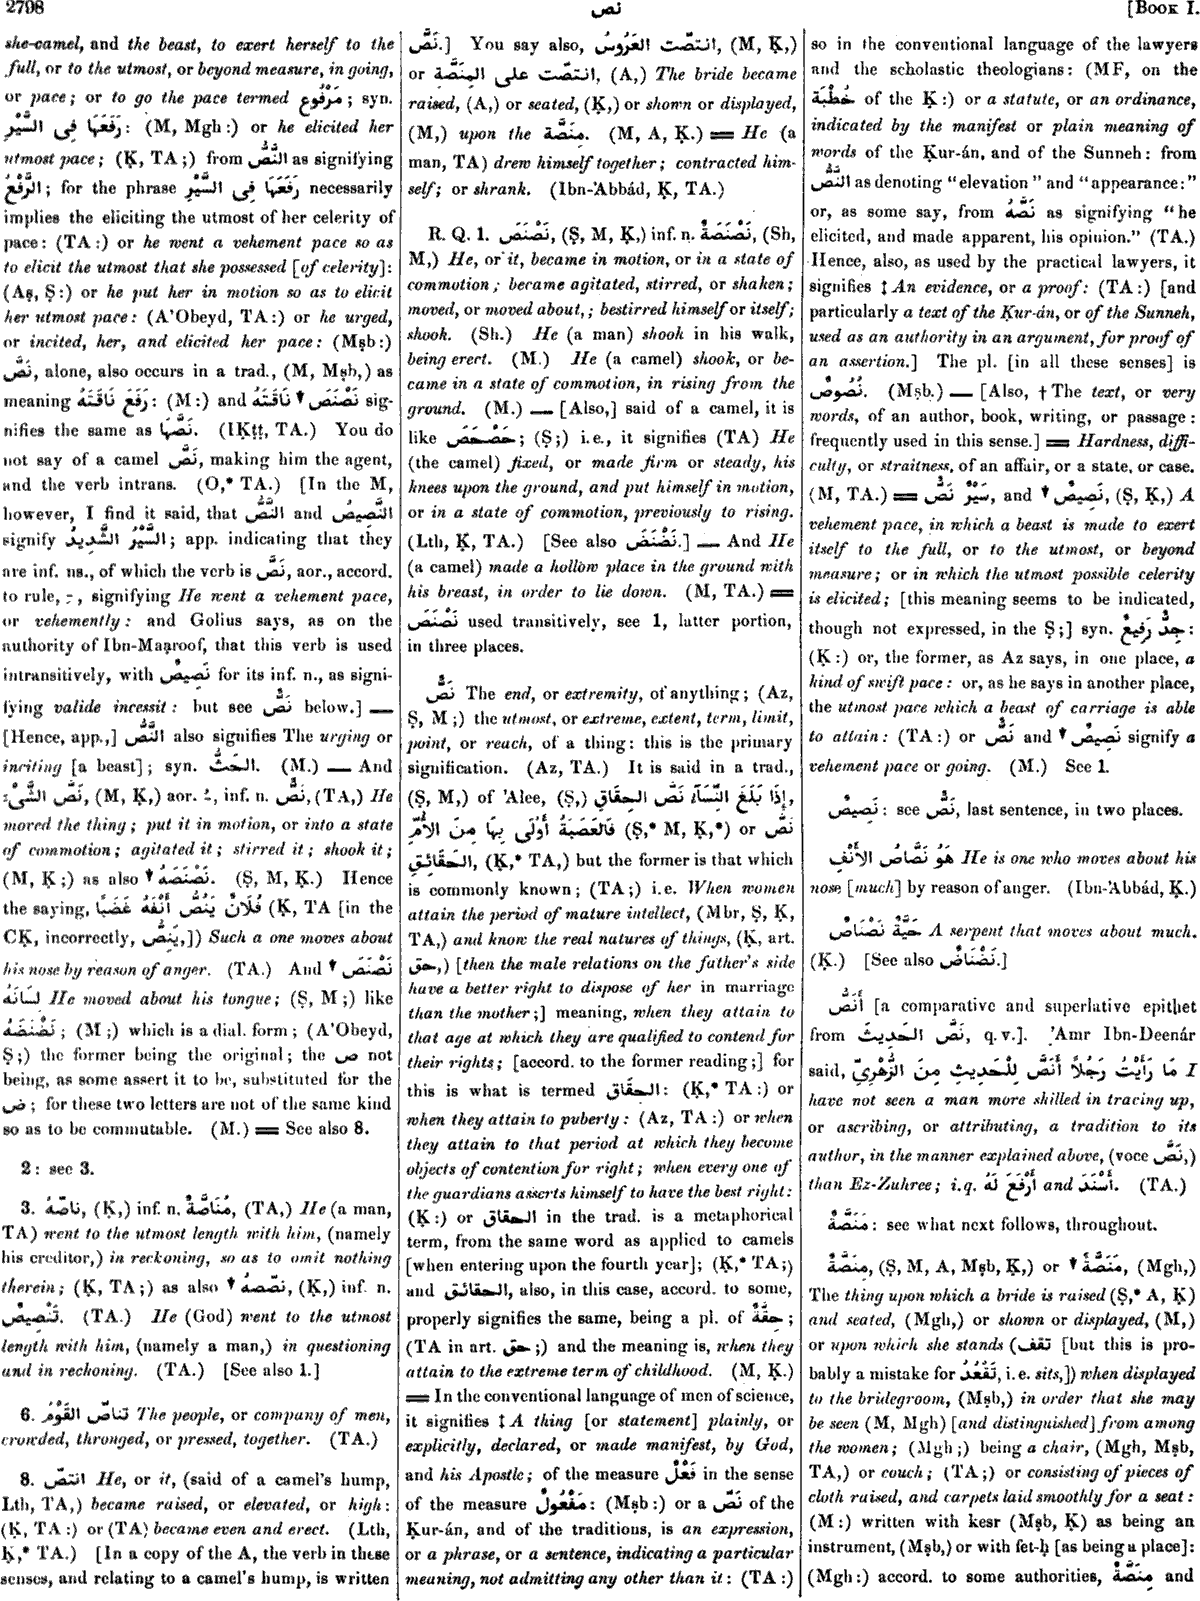 2798
نص
[BOOK I.
she-camel, and the beast, to exert herself to the
full, or to the utmost, or beyond measure, in going,
or pace; or to go the pace termed مَرْفُوع; syn.
رَفَعَهَا فِى السَّيْرِ: (M, Mgh:) or he elicited her
utmost pace; (Ḳ, TA;) from النَّصُّ as signifying
الرَّفْعُ; for the phrase رَفَعَهَا فِى السَّيْرِ necessarily
implies the eliciting the utmost of her celerity of
pace: (TA:) or he went a vehement pace so as
to elicit the utmost that she possessed [of celerity]:
(Aṣ, Ṣ:) or he put her in motion so as to elicit
her utmost pace: (A'Obeyd, TA:) or he urged,
or incited, her, and elicited her pace: (Mṣb:)
نَصَّ, alone, also occurs in a trad., (M, Mṣb,) as
meaning رَفَعَ نَاقَتَهُ: (M:) and نَصْنَصَ ▼ نَاقَتَهُ sig-
nifies the same as نَصَّهَا. (IḲṭṭ, TA.) You do
not say of a camel نَصَّ, making him the agent,
and the verb intrans. (O,* TA.) [In the M,
however, I find it said, that النَّصُّ and النَّصِيصُ
signify السَّيْرُ الشَّدِيدُ; app. indicating that they
are inf. ns., of which the verb is نَصَّ, aor., accord.
to rule, ـِ, signifying He went a vehement pace,
or vehemently: and Golius says, as on the
authority of Ibn-Maạroof, that this verb is used
intransitively, with نَصِيصٌ for its inf. n., as signi-
fying valide incessit: but see نَصٌّ below.] —
[Hence, app.,] النَّصُّ also signifies The urging or
inciting [a beast]; syn. الحَثُّ. (M.) — And
نَصَّ الشَّىْءَ, (M, Ḳ,) aor. ـُ, inf. n. نَصٌّ, (TA,) He
moved the thing; put it in motion, or into a state
of commotion; agitated it; stirred it; shook it;
(M, Ḳ;) as also ▼ نَصْنَصَهُ. (Ṣ, M, Ḳ.) Hence
the saying, فُلَانٌ يَنُصُّ أَنْفَهُ غَضَبًا (Ḳ, TA [in the
CḲ, incorrectly, يَنِصُّ,]) Such a one moves about
his nose by reason of anger. (TA.) And ▼ نَصْنَصَ
لِسَانَهُ He moved about his tongue; (Ṣ, M;) like
نَضْنَضَهُ; (M;) which is a dial. form; (A'Obeyd,
Ṣ;) the former being the original; the ص not
being, as some assert it to be, substituted for the
ض; for these two letters are not of the same kind
so as to be commutable. (M.) == See also 8.
2: see 3.
3. ناصّهُ, (Ḳ,) inf. n. مُنَاصَّةٌ, (TA,) He (a man,
TA) went to the utmost length with him, (namely
his creditor,) in reckoning, so as to omit nothing
therein; (Ḳ, TA;) as also ▼ نصّصهُ, (Ḳ,) inf. n.
تَنْصِيصٌ. (TA.) He (God) went to the utmost
length with him, (namely a man,) in questioning
and in reckoning. (TA.) [See also 1.]
6. تناصّ القَوْمُ The people, or company of men,
crowded, thronged, or pressed, together. (TA.)
8. انتصّ He, or it, (said of a camel's hump,
Lth, TA,) became raised, or elevated, or high:
(Ḳ, TA:) or (TA) became even and erect. (Lth,
Ḳ,* TA.) [In a copy of the A, the verb in these
senses, and relating to a camel's hump, is written
نَصَّ.] You say also, انتصّت العَرُوسُ, (M, Ḳ,)
or انتصّت على المِنَصَّة, (A,) The bride became
raised, (A,) or seated, (Ḳ,) or shown or displayed,
(M,) upon the مِنَصَّة. (M, A, Ḳ.) == He (a
man, TA) drew himself together; contracted him-
self; or shrank. (Ibn-'Abbád, Ḳ, TA.)
R. Q. 1. نَصْنَصَ, (Ṣ, M, Ḳ,) inf. n. نَصْنَصَةٌ, (Sh,
M,) He, or it, became in motion, or in a state of
commotion; became agitated, stirred, or shaken;
moved, or moved about,; bestirred himself or itself;
shook. (Sh.) He (a man) shook in his walk,
being erect. (M.) He (a camel) shook, or be-
came in a state of commotion, in rising from the
ground. (M.) — [Also,] said of a camel, it is
like حَصْحَصَ; (Ṣ;) i.e., it signifies (TA) He
(the camel) fixed, or made firm or steady, his
knees upon the ground, and put himself in motion,
or in a state of commotion, previously to rising.
(Lth, Ḳ, TA.) [See also نَضْنَضَ.] — And He
(a camel) made a hollow place in the ground with
his breast, in order to lie down. (M, TA.) ==
نَصْنَصَ used transitively, see 1, latter portion,
in three places.
نَصٌّ The end, or extremity, of anything; (Az,
Ṣ, M;) the utmost, or extreme, extent, term, limit,
point, or reach, of a thing: this is the primary
signification. (Az, TA.) It is said in a trad.,
(Ṣ, M,) of 'Alee, (Ṣ,) إِذَا بَلَغَ النِّسَآءُ نَصَّ الحِقَاقِ,
فَالعَصَبَةُ أَوْلَى بِهَا مِنَ الأُمِّ (Ṣ,* M, Ḳ,*) or نَصَّ
الحَقَائِقِ, (Ḳ,* TA,) but the former is that which
is commonly known; (TA;) i.e. When women
attain the period of mature intellect, (Mbr, Ṣ, Ḳ,
TA,) and know the real natures of things, (Ḳ, art.
حق,) [then the male relations on the father's side
have a better right to dispose of her in marriage
than the mother;] meaning, when they attain to
that age at which they are qualified to contend for
their rights; [accord. to the former reading;] for
this is what is termed الحِقَاق: (Ḳ,* TA:) or
when they attain to puberty: (Az, TA:) or when
they attain to that period at which they become
objects of contention for right; when every one of
the guardians asserts himself to have the best right:
(Ḳ:) or الحقاق in the trad. is a metaphorical
term, from the same word as applied to camels
[when entering upon the fourth year]; (Ḳ,* TA;)
and الحقائق, also, in this case, accord. to some,
properly signifies the same, being a pl. of حِقَّةٌ;
(TA in art. حق;) and the meaning is, when they
attain to the extreme term of childhood. (M, Ḳ.)
== In the conventional language of men of science,
it signifies ‡ A thing [or statement] plainly, or
explicitly, declared, or made manifest, by God,
and his Apostle; of the measure فَعْلٌ in the sense
of the measure مَفْعُولٌ: (Mṣb:) or a نَصّ of the
Ḳur-án, and of the traditions, is an expression,
or a phrase, or a sentence, indicating a particular
meaning, not admitting any other than it: (TA:)
so in the conventional language of the lawyers
and the scholastic theologians: (MF, on the
خُطْبَة of the Ḳ:) or a statute, or an ordinance,
indicated by the manifest or plain meaning of
words of the Ḳur-án, and of the Sunneh: from
النَّصُّ as denoting "elevation" and "appearance:"
or, as some say, from نَصَّهُ as signifying "he
elicited, and made apparent, his opinion." (TA.)
Hence, also, as used by the practical lawyers, it
signifies ‡ An evidence, or a proof: (TA:) [and
particularly a text of the Ḳur-án, or of the Sunneh,
used as an authority in an argument, for proof of
an assertion.] The pl. [in all these senses] is
نُصُوصٌ. (Mṣb.) — [Also, † The text, or very
words, of an author, book, writing, or passage:
frequently used in this sense.] == Hardness, diffi-
culty, or straitness, of an affair, or a state, or case.
(M, TA.) == سَيْرٌ نَصٌّ, and ▼ نَصِيصٌ, (Ṣ, Ḳ,) A
vehement pace, in which a beast is made to exert
itself to the full, or to the utmost, or beyond
measure; or in which the utmost possible celerity
is elicited; [this meaning seems to be indicated,
though not expressed, in the Ṣ;] syn. جِدٌّ رَفِيعٌ:
(Ḳ:) or, the former, as Az says, in one place, a
kind of swift pace: or, as he says in another place,
the utmost pace which a beast of carriage is able
to attain: (TA:) or نَصٌّ and ▼ نَصِيصٌ signify a
vehement pace or going. (M.) See 1.
نَصِيصٌ: see نَصٌّ, last sentence, in two places.
هُوَ نَصَّاصُ الأَنْفِ He is one who moves about his
nose [much] by reason of anger. (Ibn-'Abbád, Ḳ.)
حَيَّةٌ نَصْنَاصٌ A serpent that moves about much.
(Ḳ.) [See also نَضْنَاضٌ.]
أَنَصُّ [a comparative and superlative epithet
from نَصَّ الحَدِيثَ, q. v.]. 'Amr Ibn-Deenár
said, مَا رَأَيْتُ رَجُلًا أَنَصَّ لِلْحَدِيثِ مِنَ الزُّهْرِىِّ I
have not seen a man more skilled in tracing up,
or ascribing, or attributing, a tradition to its
author, in the manner explained above, (voce نَصَّ,)
than Ez-Zuhree; i.q. أَرْفَعَ لَهُ and أَسْنَدَ. (TA.)
مَنَصَّةٌ: see what next follows, throughout.
مِنَصَّةٌ, (Ṣ, M, A, Mṣb, Ḳ,) or ▼ مَنَصَّةٌ, (Mgh,)
The thing upon which a bride is raised (Ṣ,* A, Ḳ)
and seated, (Mgh,) or shown or displayed, (M,)
or upon which she stands (تقف [but this is pro-
bably a mistake for تَقْعُدُ, i.e. sits,]) when displayed
to the bridegroom, (Mṣb,) in order that she may
be seen (M, Mgh) [and distinguished] from among
the women; (Mgh;) being a chair, (Mgh, Mṣb,
TA,) or couch; (TA;) or consisting of pieces of
cloth raised, and carpets laid smoothly for a seat:
(M:) written with kesr (Mṣb, Ḳ) as being an
instrument, (Mṣb,) or with fet-ḥ [as being a place]:
(Mgh:) accord. to some authorities, مِنَصَّةٌ and